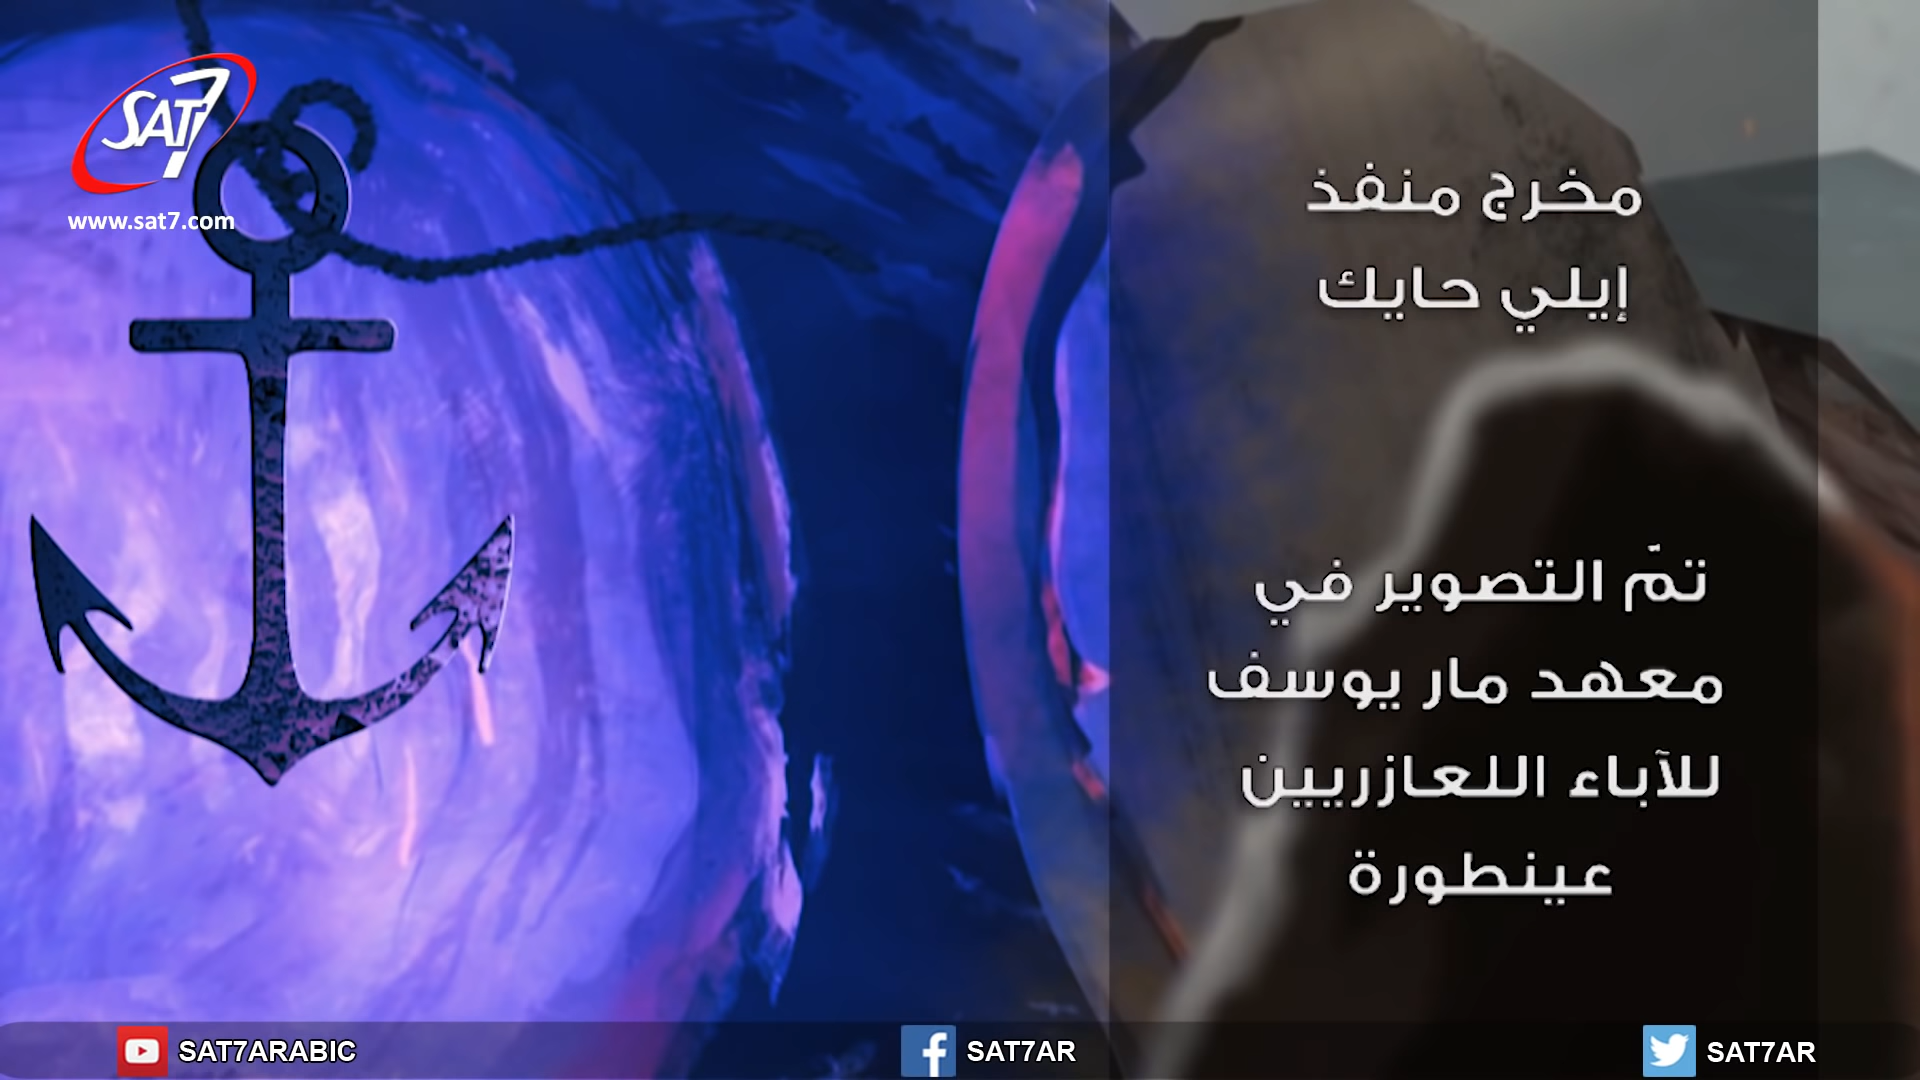 SAT7
www.sat7.com
مخرج منفذ
إيلي حايك
تمّ التصوير في
معهد مار يوسف
للآباء اللعازريين
عينطورة
SAT7ARABIC
SAT7AR
SAT7AR